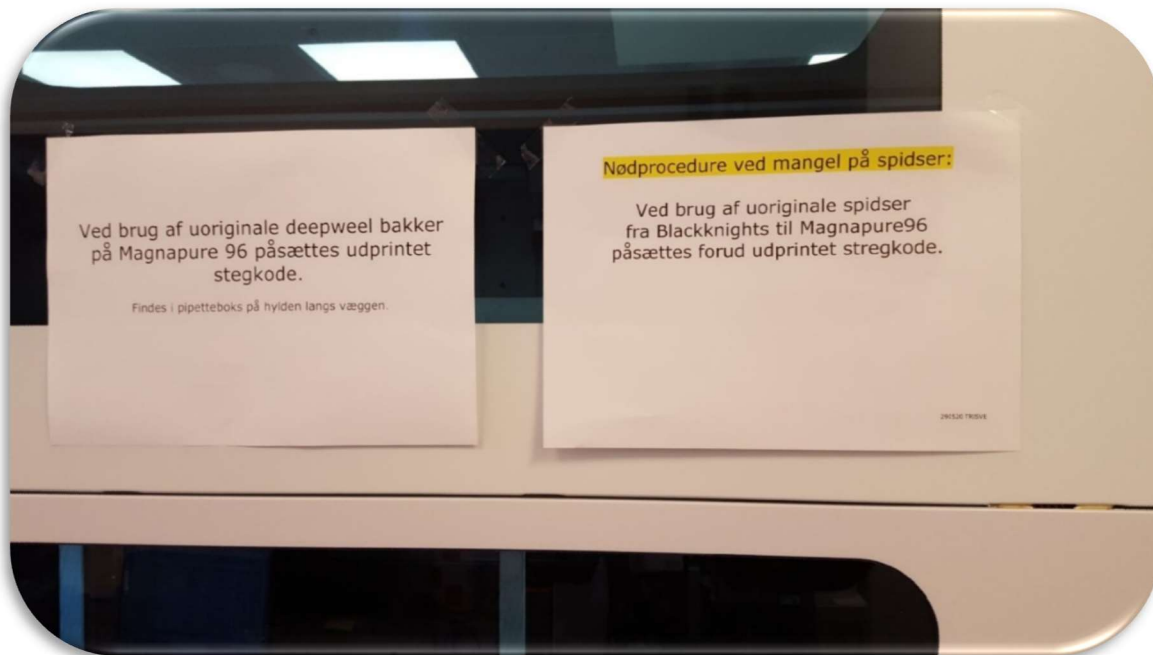 Ved brug af uoriginale deepweel bakker
på Magnapure 96 påsættes udprintet
stegkode.
Findes i pipetteboks på hylden langs væggen.
Nødprocedure ved mangel på spidser:
Ved brug af uoriginale spidser
fra Blackknights til Magnapure96
påsættes forud udprintet stregkode.